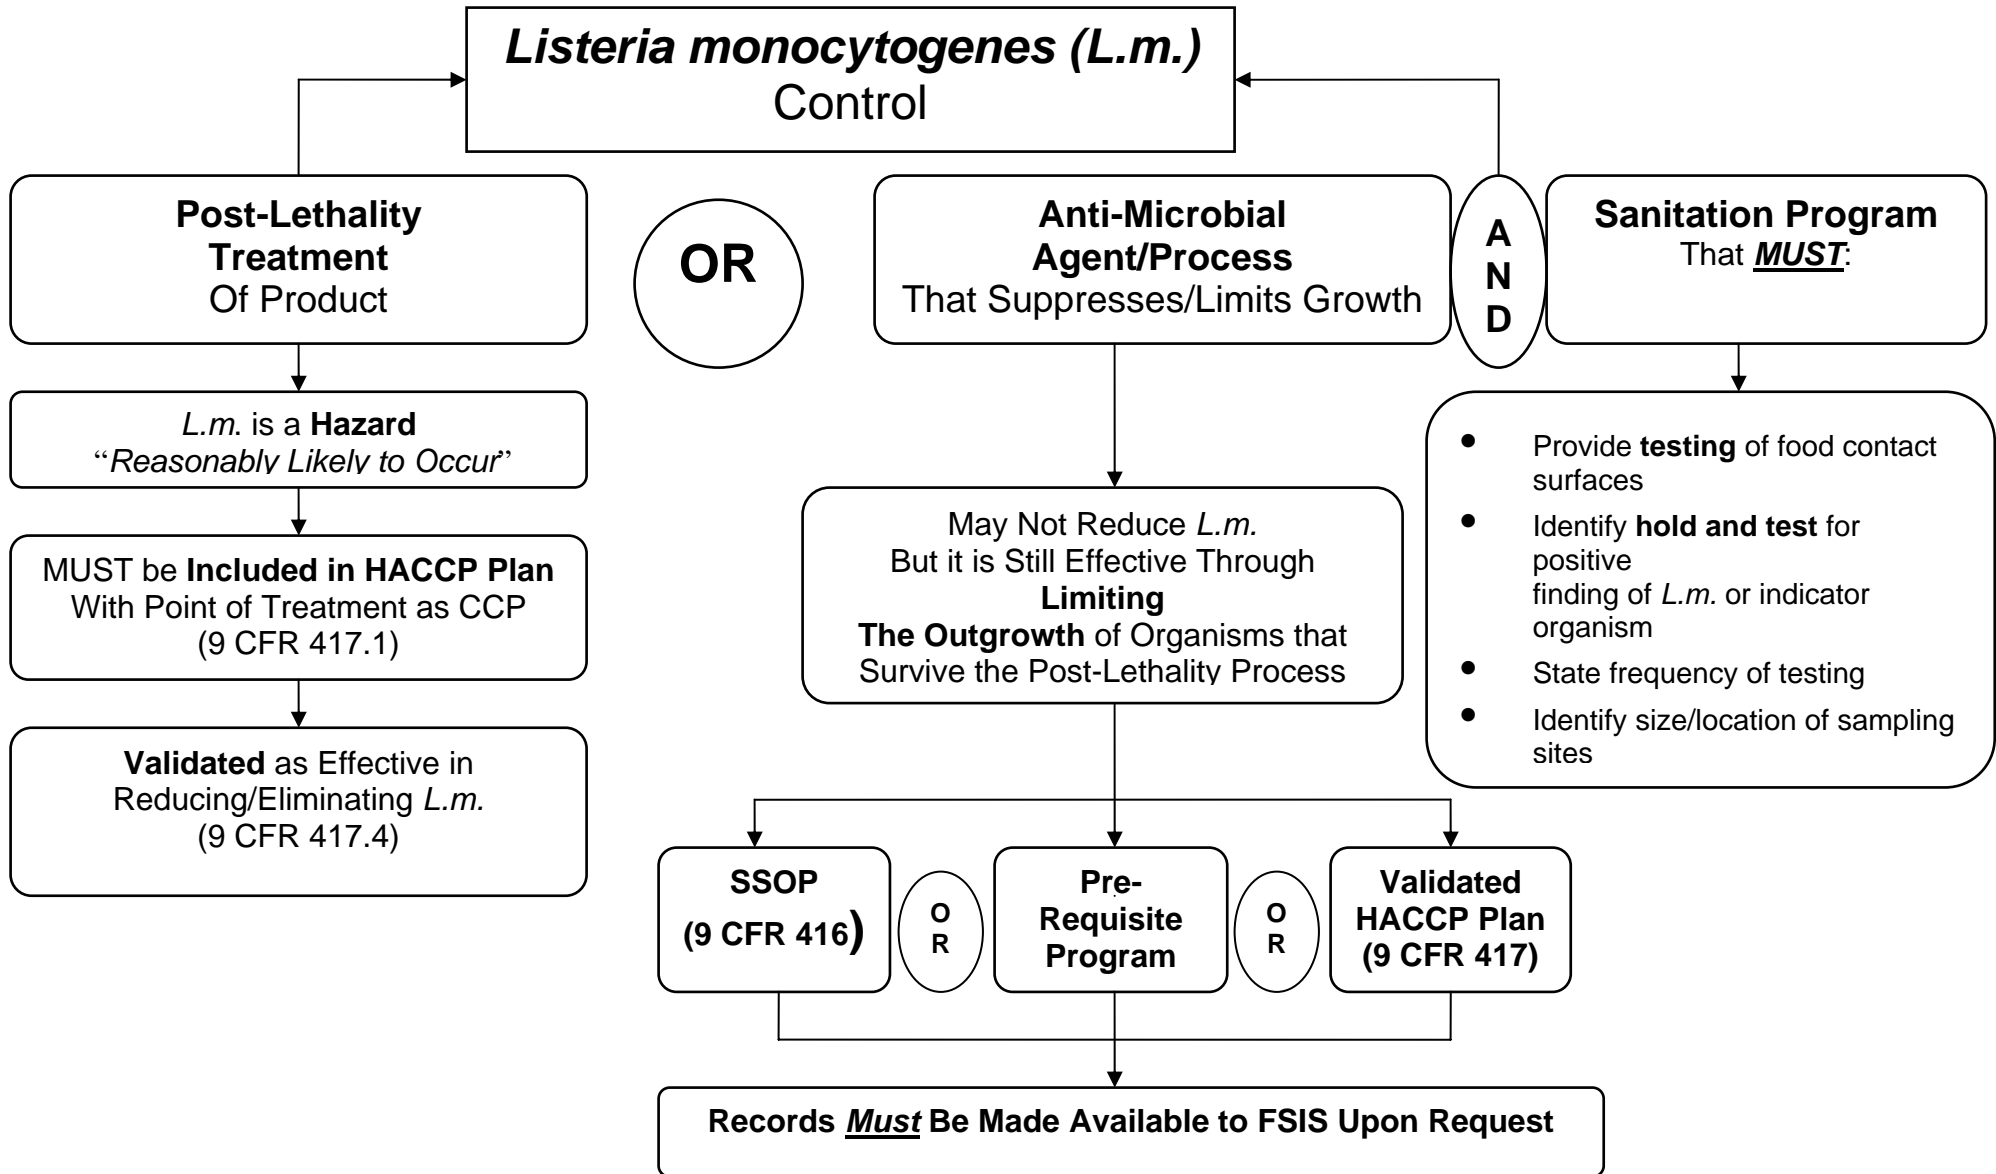 Listeria monocytogenes (L.m.)
Control
Post-Lethality
Treatment
Of Product
OR
Anti-Microbial
Agent/Process
That Suppresses/Limits Growth
A
N
D
Sanitation Program
That MUST:
L.m. is a Hazard
“Reasonably Likely to Occur”
MUST be Included in HACCP Plan
With Point of Treatment as CCP
(9 CFR 417.1)
Validated as Effective in
Reducing/Eliminating L.m.
(9 CFR 417.4)
May Not Reduce L.m.
But it is Still Effective Through
Limiting
The Outgrowth of Organisms that
Survive the Post-Lethality Process
• Provide testing of food contact
surfaces
• Identify hold and test for
positive
finding of L.m. or indicator
organism
• State frequency of testing
• Identify size/location of sampling
sites
SSOP
(9 CFR 416)
O
R
Pre-
Requisite
Program
O
R
Validated
HACCP Plan
(9 CFR 417)
Records Must Be Made Available to FSIS Upon Request